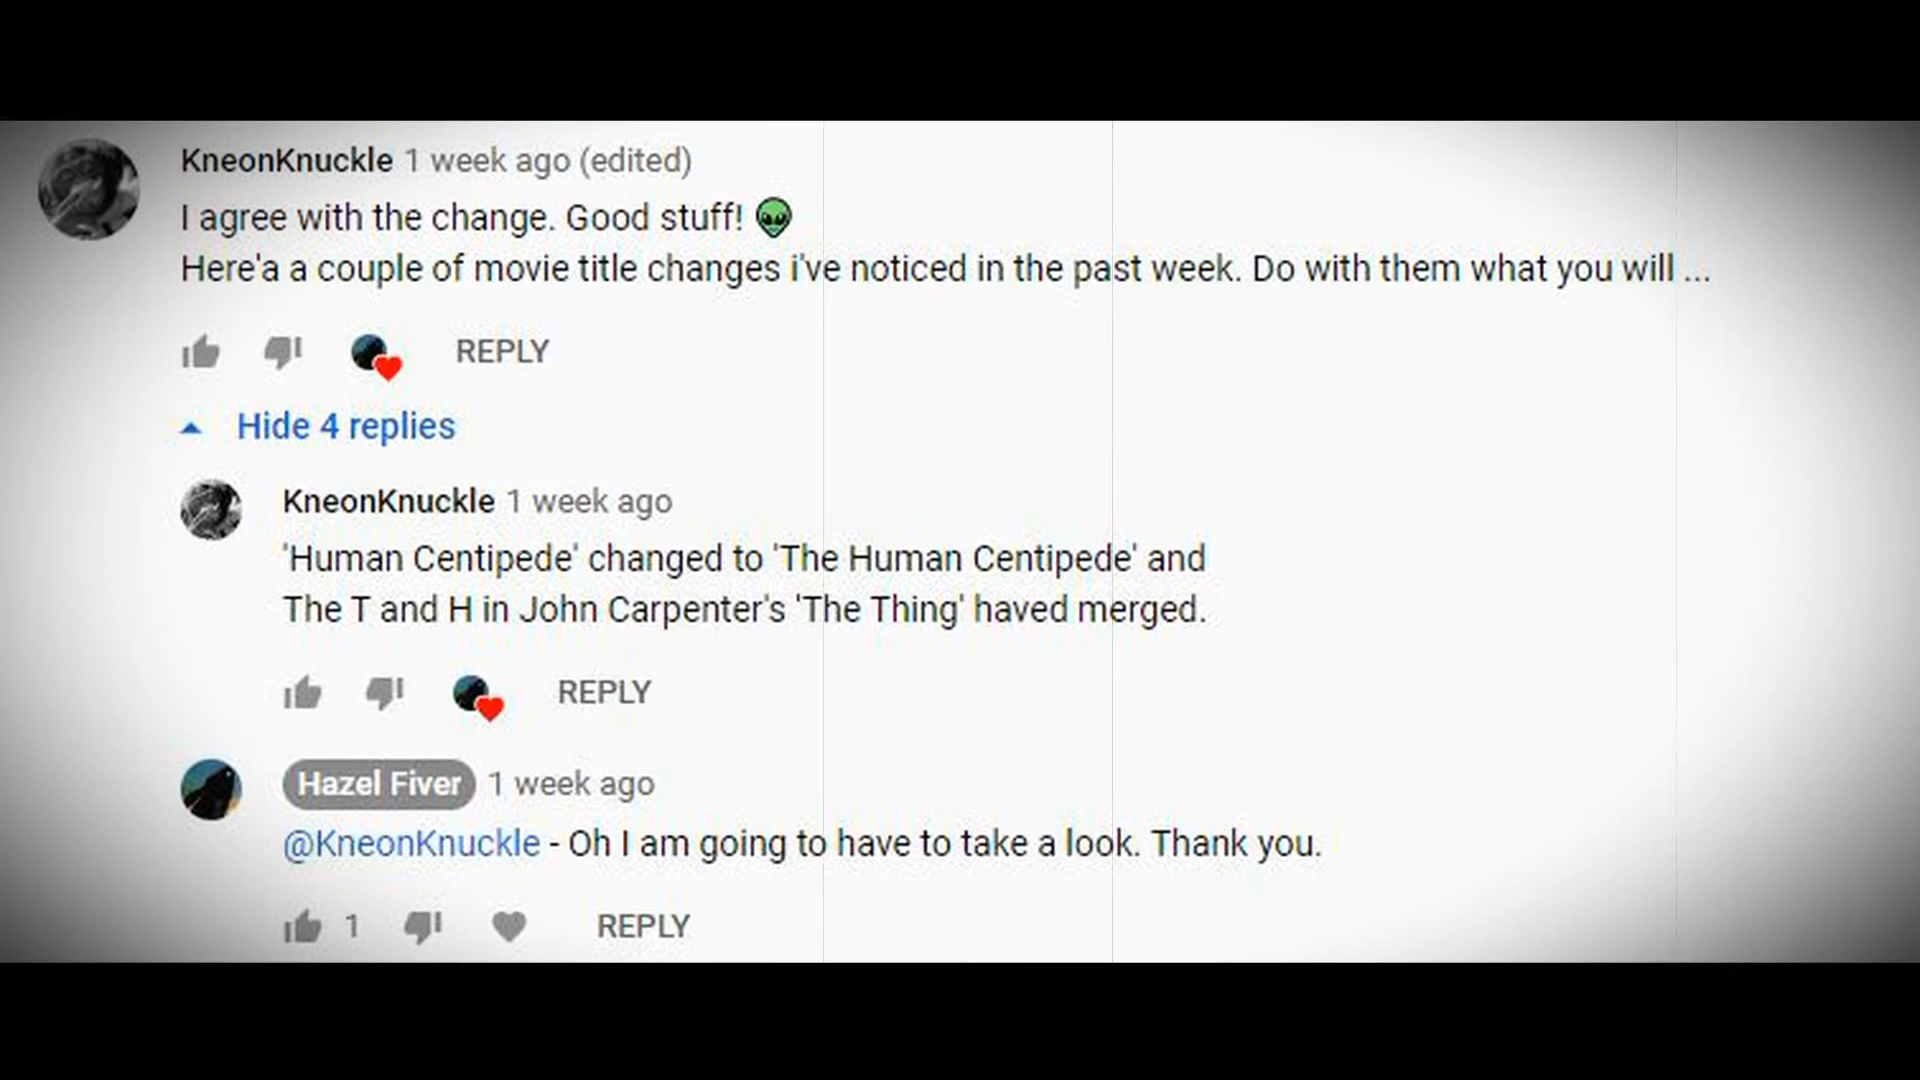 KneonKnuckle 1 week ago (edited)
I agree with the change. Good stuff! 👽
Here'a a couple of movie title changes i've noticed in the past week. Do with them what you will ...
REPLY
Hide 4 replies
KneonKnuckle 1 week ago
'Human Centipede' changed to 'The Human Centipede' and
The T and H in John Carpenter's 'The Thing' haved merged.
REPLY
Hazel Fiver 1 week ago
@KneonKnuckle - Oh I am going to have to take a look. Thank you.
1 REPLY